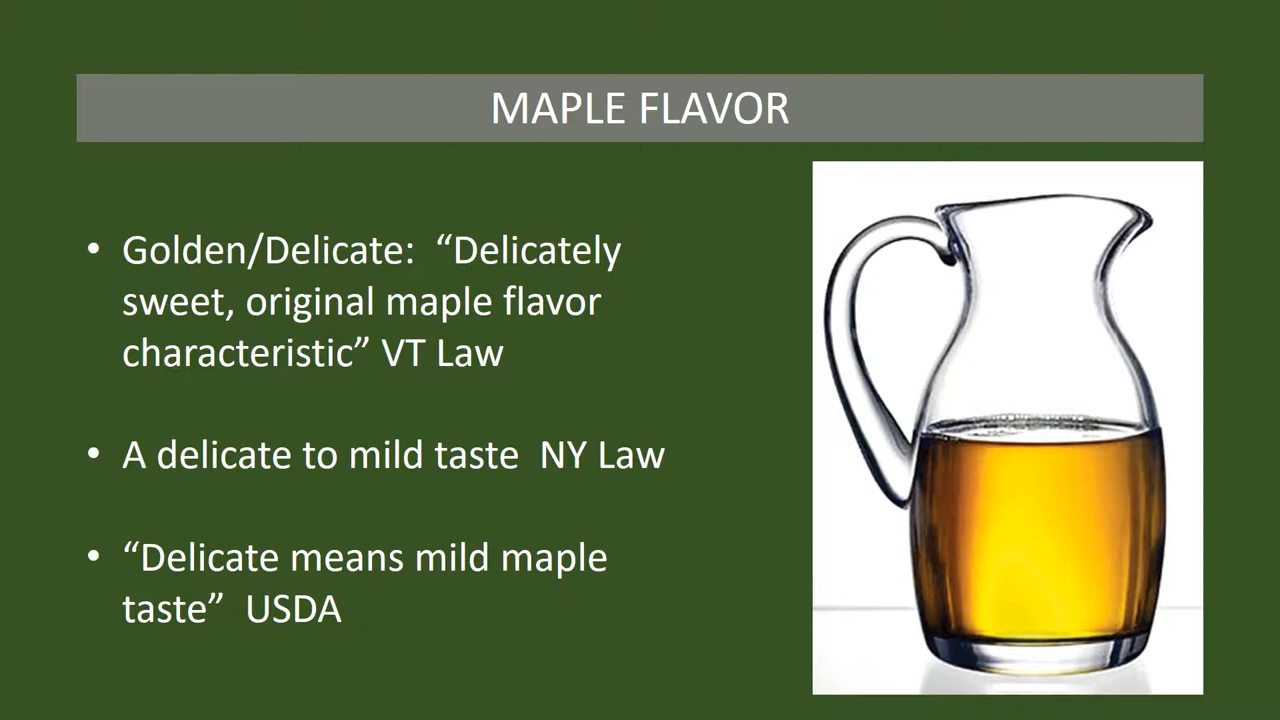 MAPLE FLAVOR
• Golden/Delicate:  “Delicately
sweet, original maple flavor
characteristic” VT Law
• A delicate to mild taste  NY Law
• “Delicate means mild maple
taste”  USDA